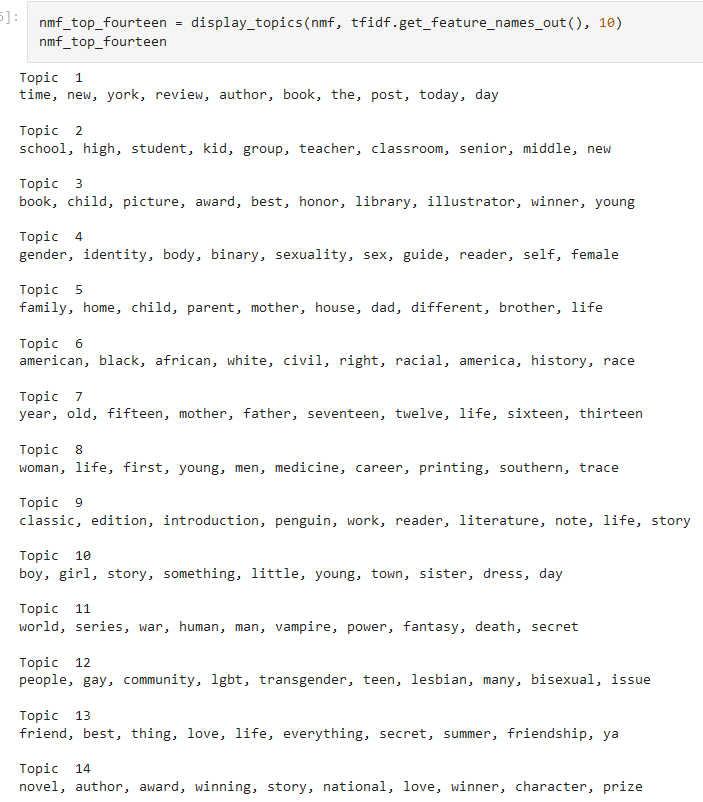 5]:
nmf_top_fourteen = display_topics(nmf, tfidf.get_feature_names_out(), 10)
nmf_top_fourteen
Topic  1
time, new, york, review, author, book, the, post, today, day
Topic  2
school, high, student, kid, group, teacher, classroom, senior, middle, new
Topic  3
book, child, picture, award, best, honor, library, illustrator, winner, young
Topic  4
gender, identity, body, binary, sexuality, sex, guide, reader, self, female
Topic  5
family, home, child, parent, mother, house, dad, different, brother, life
Topic  6
american, black, african, white, civil, right, racial, america, history, race
Topic  7
year, old, fifteen, mother, father, seventeen, twelve, life, sixteen, thirteen
Topic  8
woman, life, first, young, men, medicine, career, printing, southern, trace
Topic  9
classic, edition, introduction, penguin, work, reader, literature, note, life, story
Topic  10
boy, girl, story, something, little, young, town, sister, dress, day
Topic  11
world, series, war, human, man, vampire, power, fantasy, death, secret
Topic  12
people, gay, community, lgbt, transgender, teen, lesbian, many, bisexual, issue
Topic  13
friend, best, thing, love, life, everything, secret, summer, friendship, ya
Topic  14
novel, author, award, winning, story, national, love, winner, character, prize